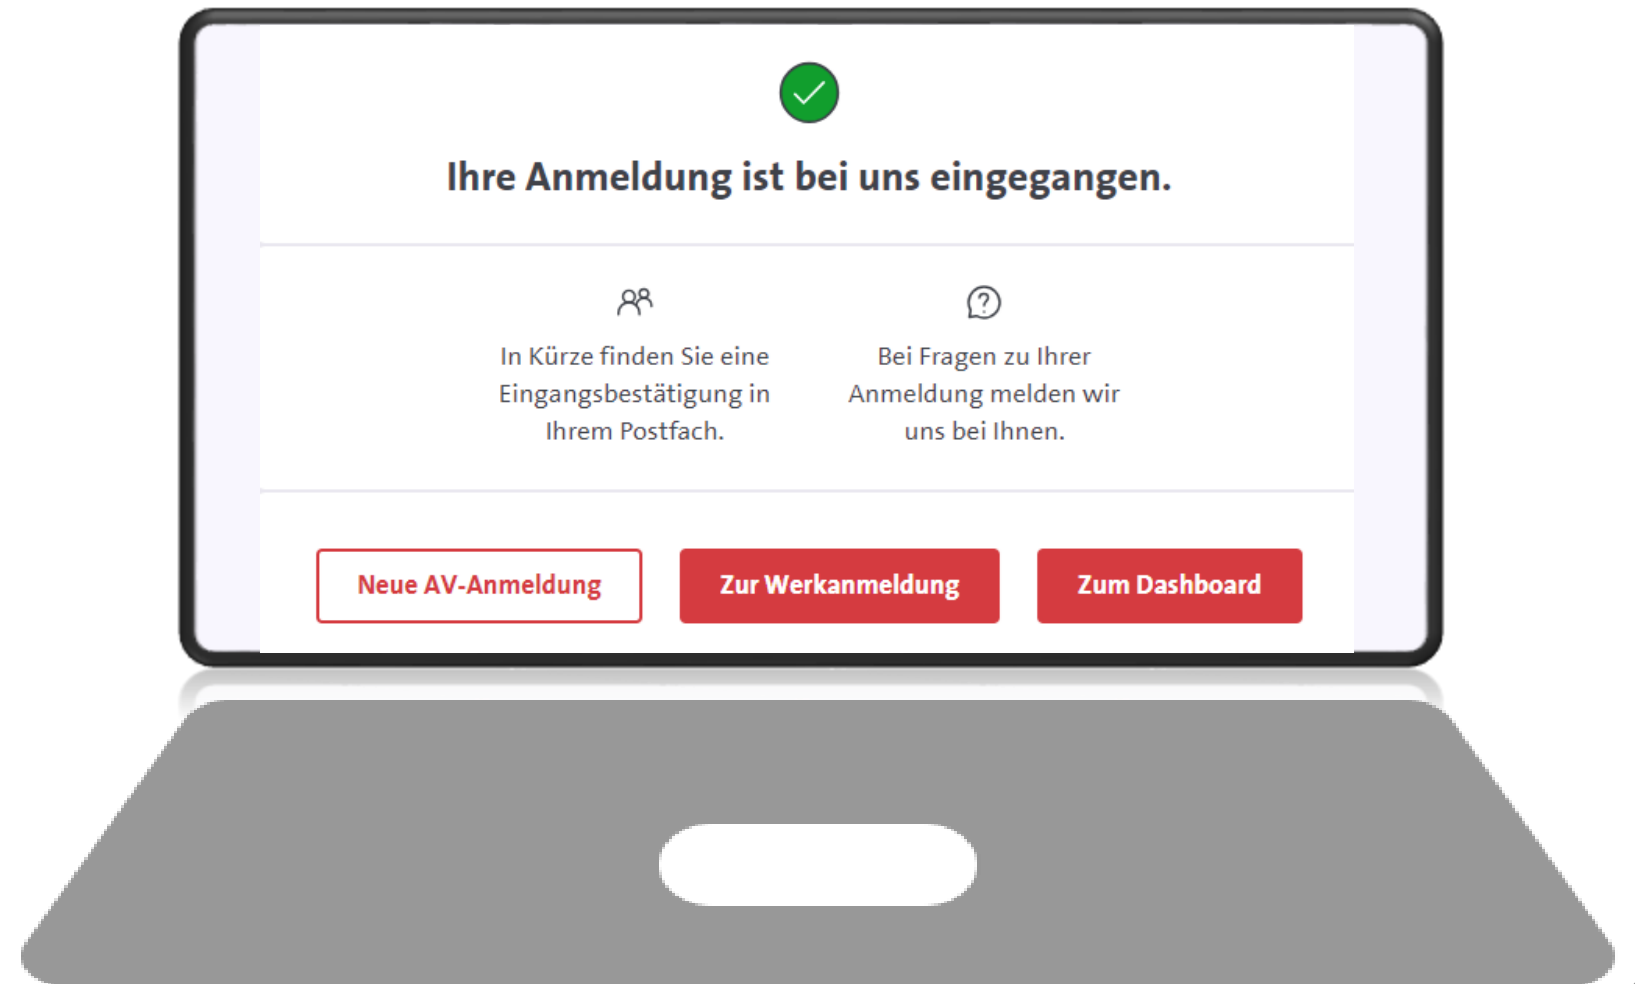 Ihre Anmeldung ist bei uns eingegangen.
In Kürze finden Sie eine
Eingangsbestätigung in
Ihrem Postfach.
Bei Fragen zu Ihrer
Anmeldung melden wir
uns bei Ihnen.
Neue AV-Anmeldung
Zur Werkanmeldung
Zum Dashboard